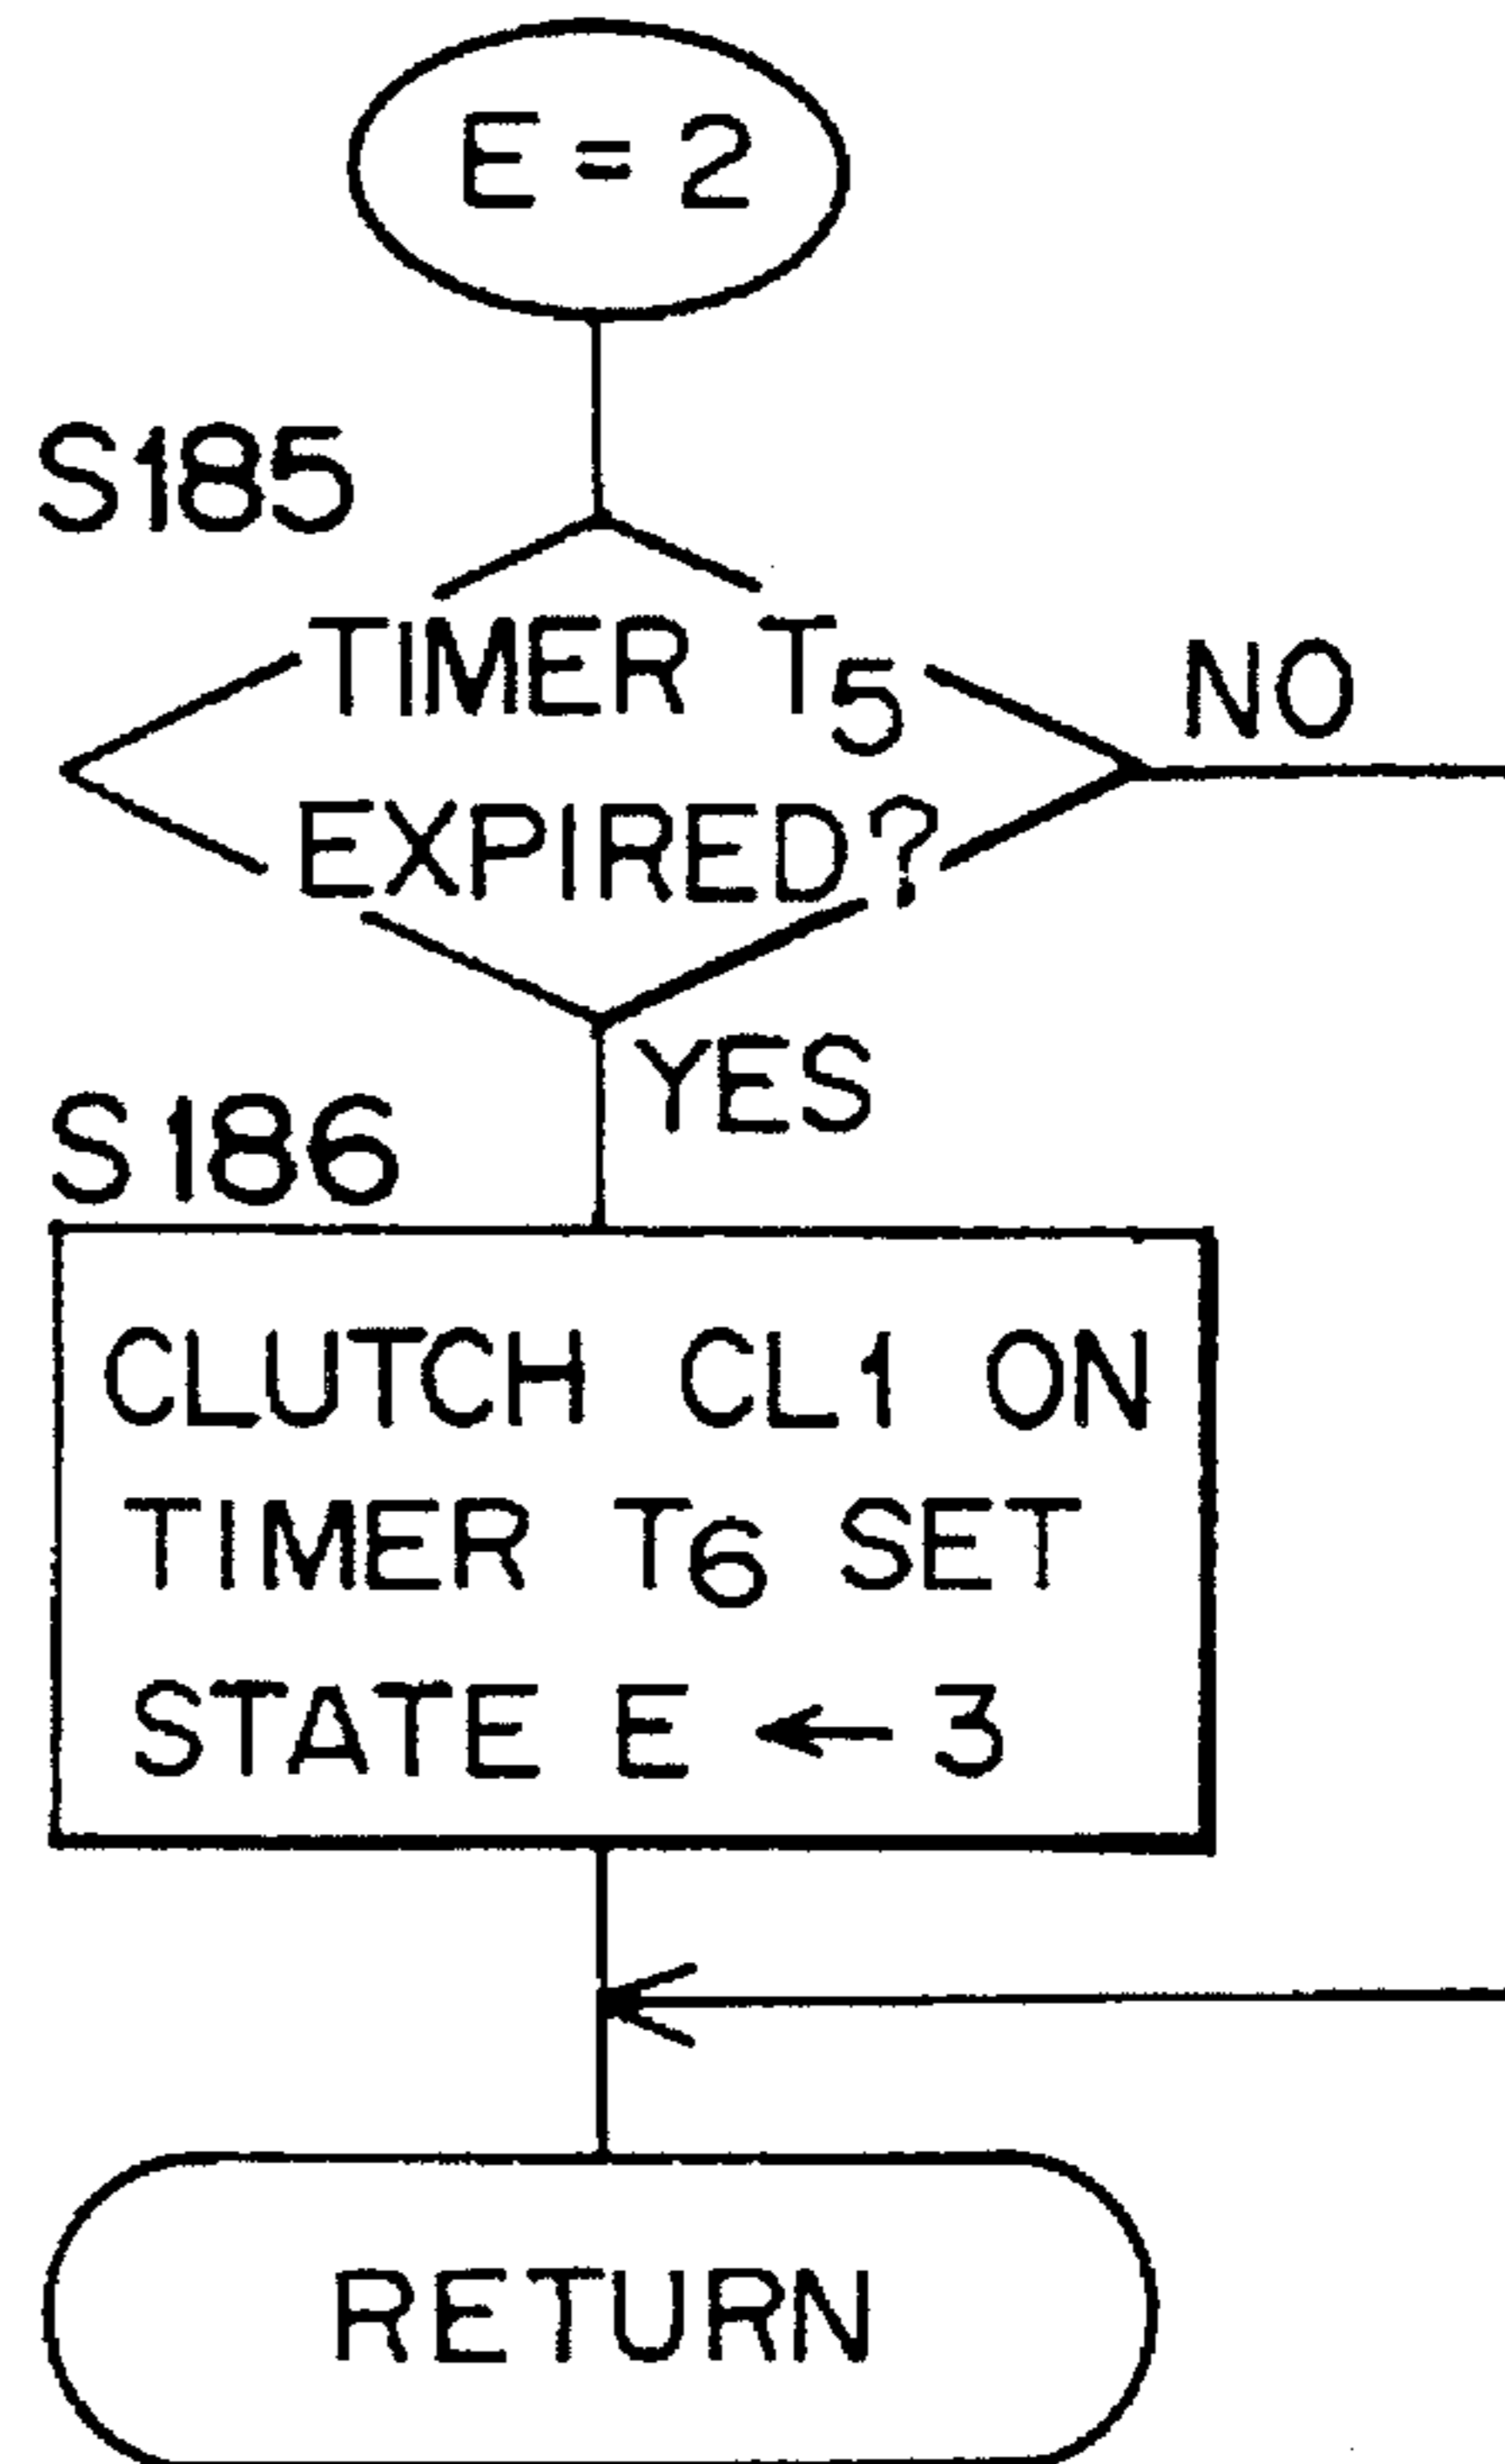 E = 2
S185
TIMER T5
EXPIRED?
NO
YES
S186
CLUTCH CL1 ON
TIMER T6 SET
STATE E ← 3
RETURN